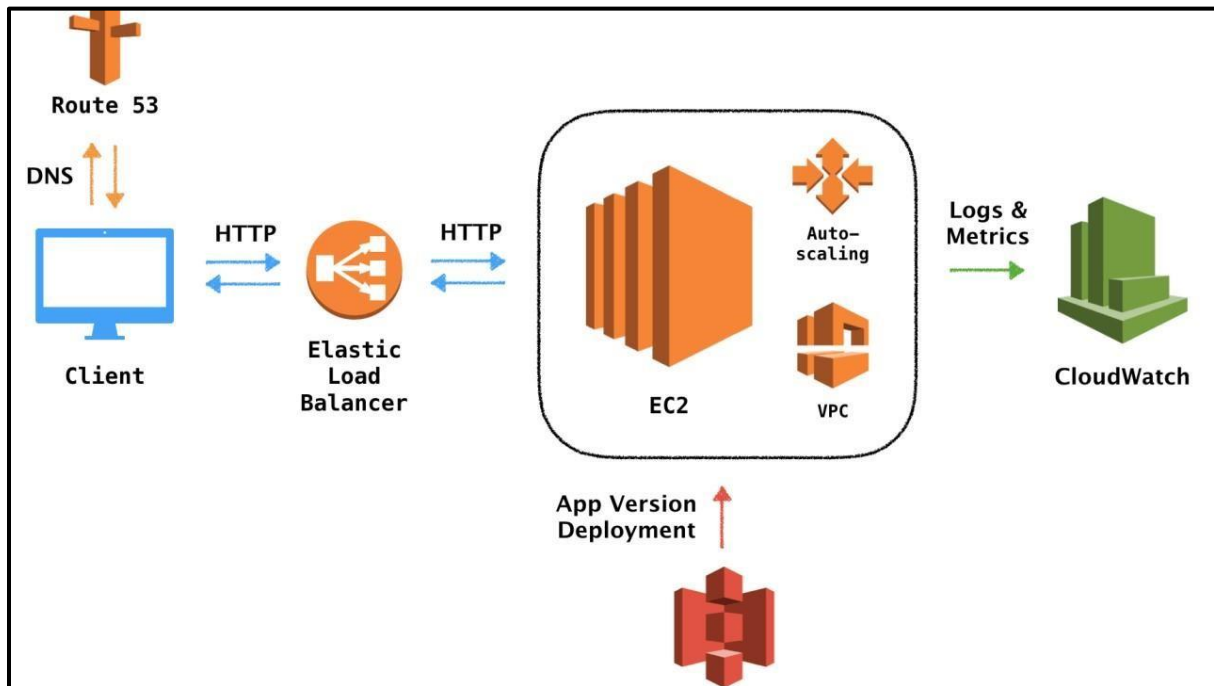 Route 53
DNS
HTTP
HTTP
Client
Elastic
Load
Balancer
EC2
Auto-
scaling
VPC
Logs &
Metrics
CloudWatch
App Version
Deployment